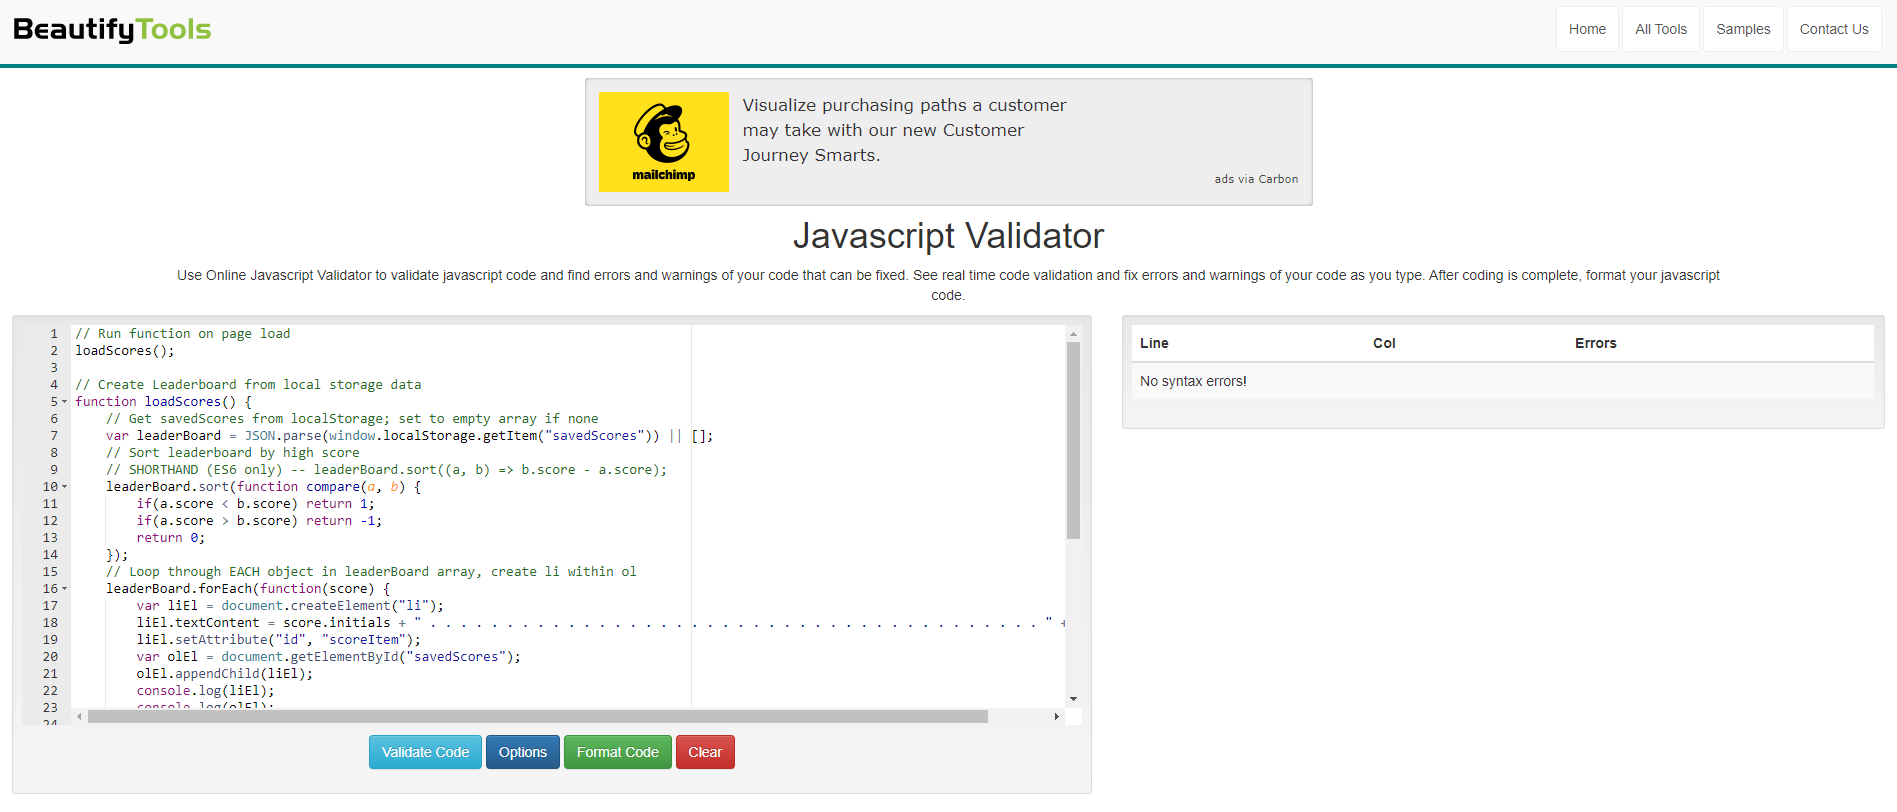 BeautifyTools
Home
All Tools
Samples
Contact Us
mailchimp
Visualize purchasing paths a customer
may take with our new Customer
Journey Smarts.
ads via Carbon
Javascript Validator
Use Online Javascript Validator to validate javascript code and find errors and warnings of your code that can be fixed. See real time code validation and fix errors and warnings of your code as you type. After coding is complete, format your javascript
code.
1 // Run function on page load
2 loadScores();
3
4 // Create Leaderboard from local storage data
5 function loadScores() {
6 // Get savedScores from localStorage; set to empty array if none
7 var leaderBoard = JSON.parse(window.localStorage.getItem("savedScores")) || [];
8 // Sort leaderboard by high score
9 // SHORTHAND (ES6 only) -- leaderBoard.sort((a, b) => b.score - a.score);
10 leaderBoard.sort(function compare(a, b) {
11 if(a.score < b.score) return 1;
12 if(a.score > b.score) return -1;
13 return 0;
14 });
15 // Loop through EACH object in leaderBoard array, create li within ol
16 leaderBoard.forEach(function(score) {
17 var liEl = document.createElement("li");
18 liEl.textContent = score.initials + " . . . . . . . . . . . . . . . . . . . . . . . . . . . . . . . . . . . . . . . . " +
19 liEl.setAttribute("id", "scoreItem");
20 var olEl = document.getElementById("savedScores");
21 olEl.appendChild(liEl);
22 console.log(liEl);
23 console.log(olEl);
24
Validate Code
Options
Format Code
Clear
Line Col Errors
No syntax errors!